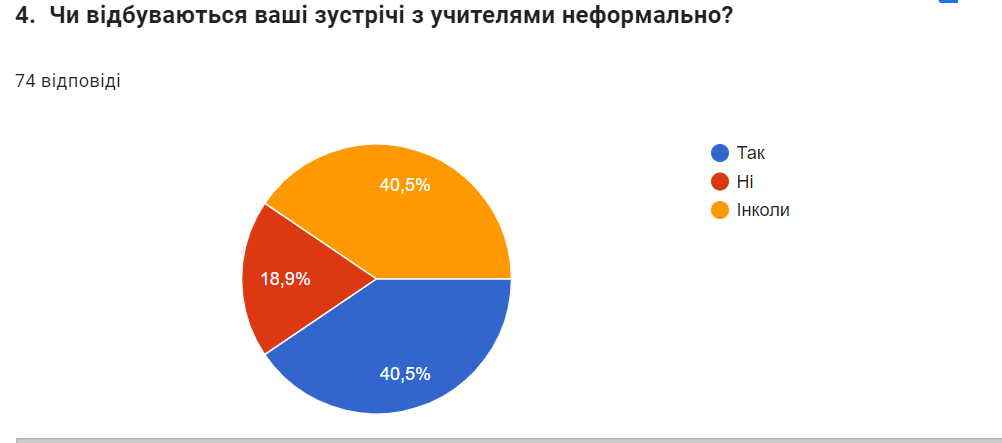 4. Чи відбуваються ваші зустрічі з учителями неформально?
74 відповіді
40,5%
18,9%
40,5%
Так
Ні
Інколи